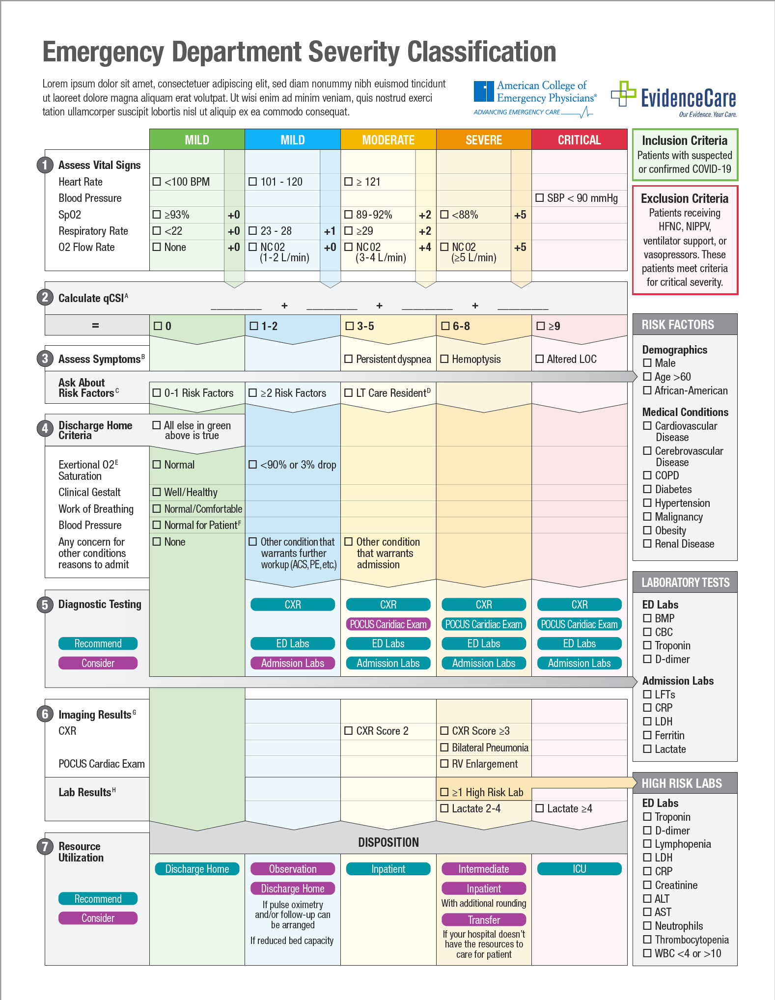 Emergency Department Severity Classification
Lorem ipsum dolor sit amet, consectetuer adipiscing elit, sed diam nonummy nibh euismod tincidunt
ut laoreet dolore magna aliquam erat volutpat. Ut wisi enim ad minim veniam, quis nostrud exerci
tation ullamcorper suscipit lobortis nisl ut aliquip ex ea commodo consequat.
American College of
Emergency Physicians®
ADVANCING EMERGENCY CARE
EvidenceCare
Our Evidence. Your Care.
MILD MILD MODERATE SEVERE CRITICAL
1 Assess Vital Signs
Heart Rate <100 BPM 101 - 120 ≥ 121
Blood Pressure SBP < 90 mmHg
SpO2 ≥93% +0 89-92% +2 <88% +5
Respiratory Rate <22 +0 23 - 28 +1 ≥29 +2
O2 Flow Rate None +0 NC O2 +0 NC O2 +4 NC O2 +5
(1-2 L/min) (3-4 L/min) (≥5 L/min)
2 Calculate qCSI A
________ + ________ + ________ + ________
= 0 1-2 3-5 6-8 ≥9
3 Assess Symptoms B Persistent dyspnea Hemoptysis Altered LOC
Ask About
Risk Factors C 0-1 Risk Factors ≥2 Risk Factors LT Care Resident D
4 Discharge Home All else in green
Criteria above is true
Exertional O2 E Normal <90% or 3% drop
Saturation
Clinical Gestalt Well/Healthy
Work of Breathing Normal/Comfortable
Blood Pressure Normal for Patient F
Any concern for None Other condition that Other condition
other conditions warrants further that warrants
reasons to admit workup (ACS, PE, etc.) admission
5 Diagnostic Testing CXR CXR CXR CXR
POCUS Caridiac Exam POCUS Caridiac Exam POCUS Caridiac Exam
Recommend ED Labs ED Labs ED Labs ED Labs
Consider Admission Labs Admission Labs Admission Labs Admission Labs
6 Imaging Results G
CXR CXR Score 2 CXR Score ≥3
Bilateral Pneumonia
POCUS Cardiac Exam RV Enlargement
Lab Results H ≥1 High Risk Lab
Lactate 2-4 Lactate ≥4
DISPOSITION
7 Resource
Utilization
Recommend
Consider
Discharge Home
Observation
Discharge Home
If pulse oximetry
and/or follow-up can
be arranged
If reduced bed capacity
Inpatient
Intermediate
Inpatient
With additional rounding
Transfer
If your hospital doesn't
have the resources to
care for patient
ICU
Inclusion Criteria
Patients with suspected
or confirmed COVID-19
Exclusion Criteria
Patients receiving
HFNC, NIPPV,
ventilator support, or
vasopressors. These
patients meet criteria
for critical severity.
RISK FACTORS
Demographics
Male
Age >60
African-American
Medical Conditions
Cardiovascular
Disease
Cerebrovascular
Disease
COPD
Diabetes
Hypertension
Malignancy
Obesity
Renal Disease
LABORATORY TESTS
ED Labs
BMP
CBC
Troponin
D-dimer
Admission Labs
LFTs
CRP
LDH
Ferritin
Lactate
HIGH RISK LABS
ED Labs
Troponin
D-dimer
Lymphopenia
LDH
CRP
Creatinine
ALT
AST
Neutrophils
Thrombocytopenia
WBC <4 or >10